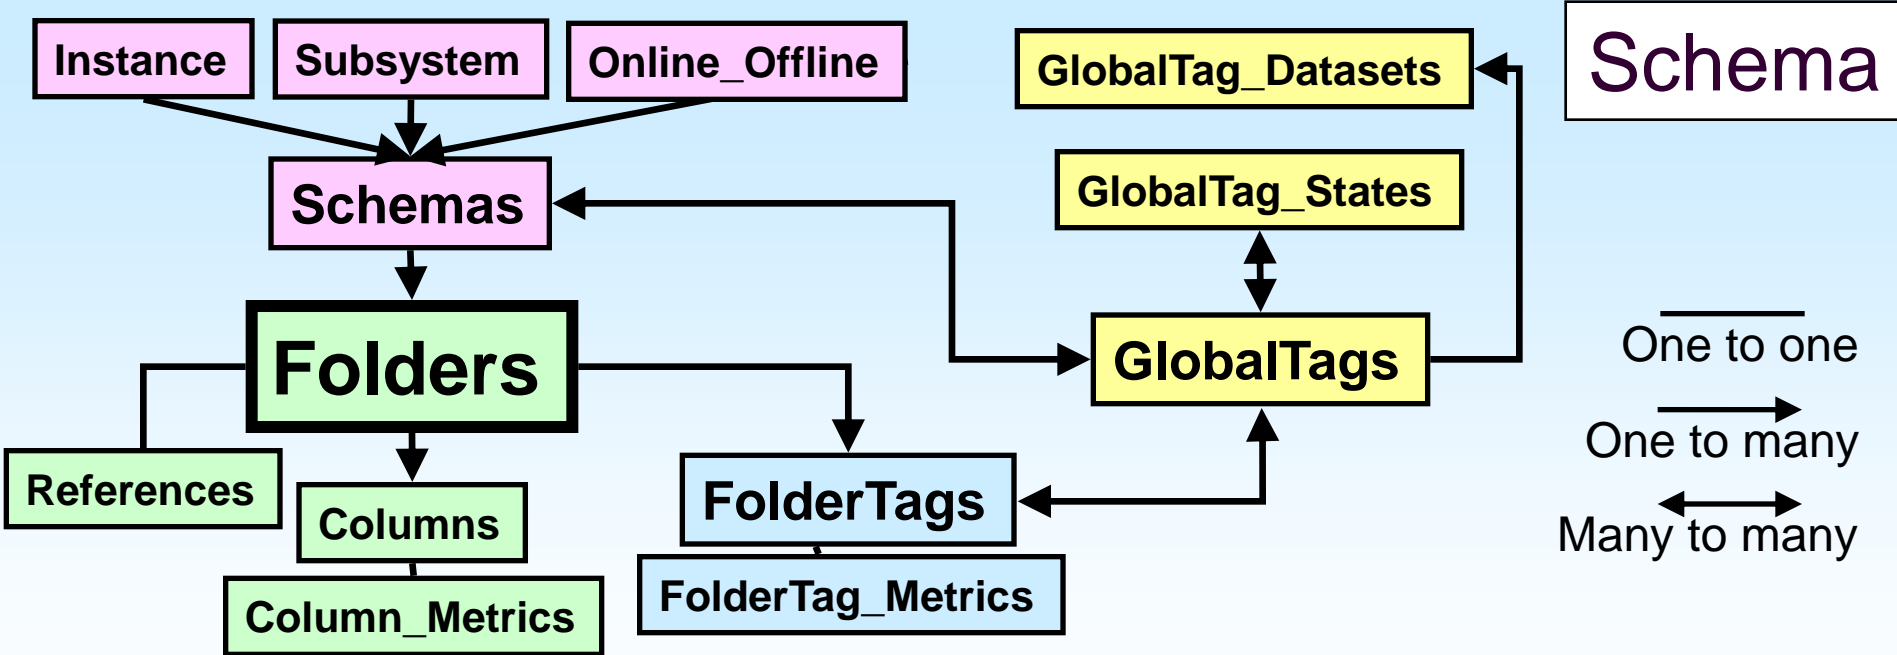 Schema
Instance
Subsystem
Online_Offline
GlobalTag_Datasets
Schemas
GlobalTag_States
Folders
GlobalTags
One to one
One to many
References
Columns
FolderTags
Many to many
Column_Metrics
FolderTag_Metrics